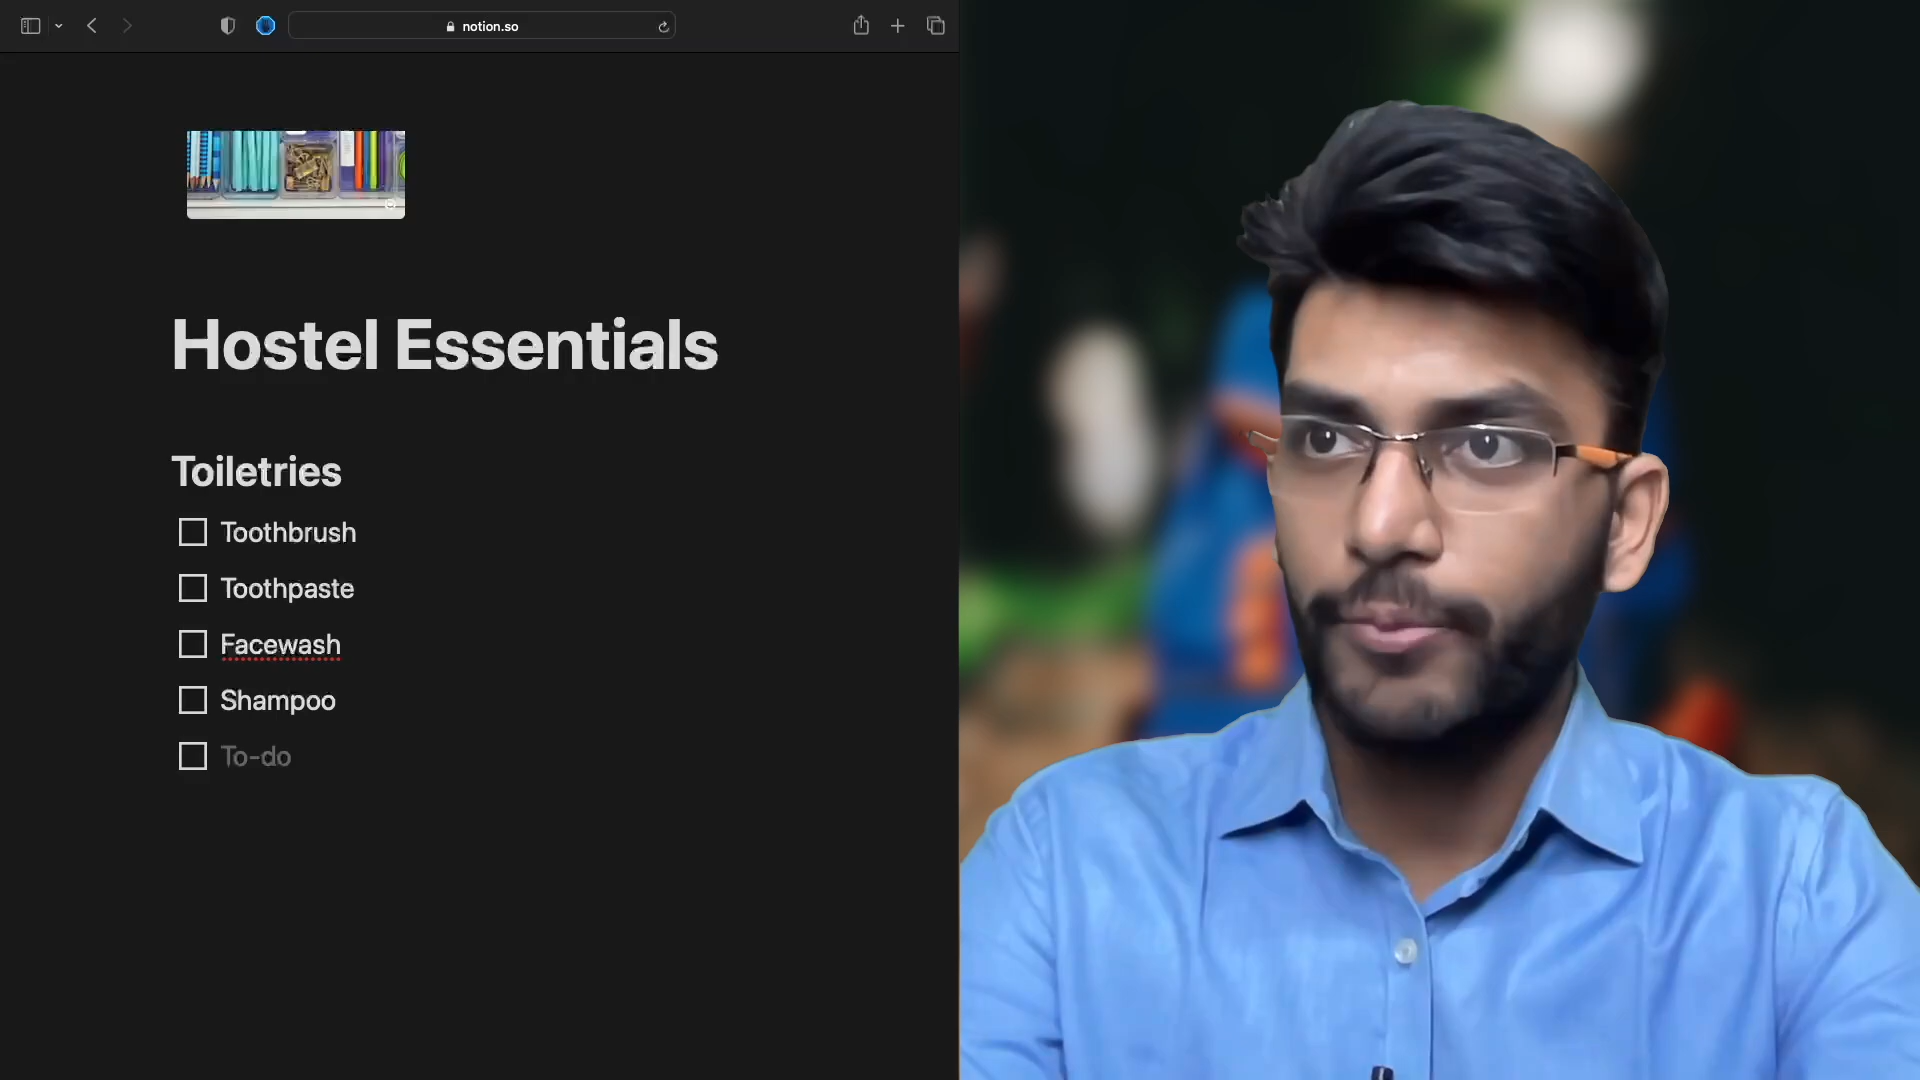 notion.so
Hostel Essentials
Toiletries
Toothbrush
Toothpaste
Facewash
Shampoo
To-do